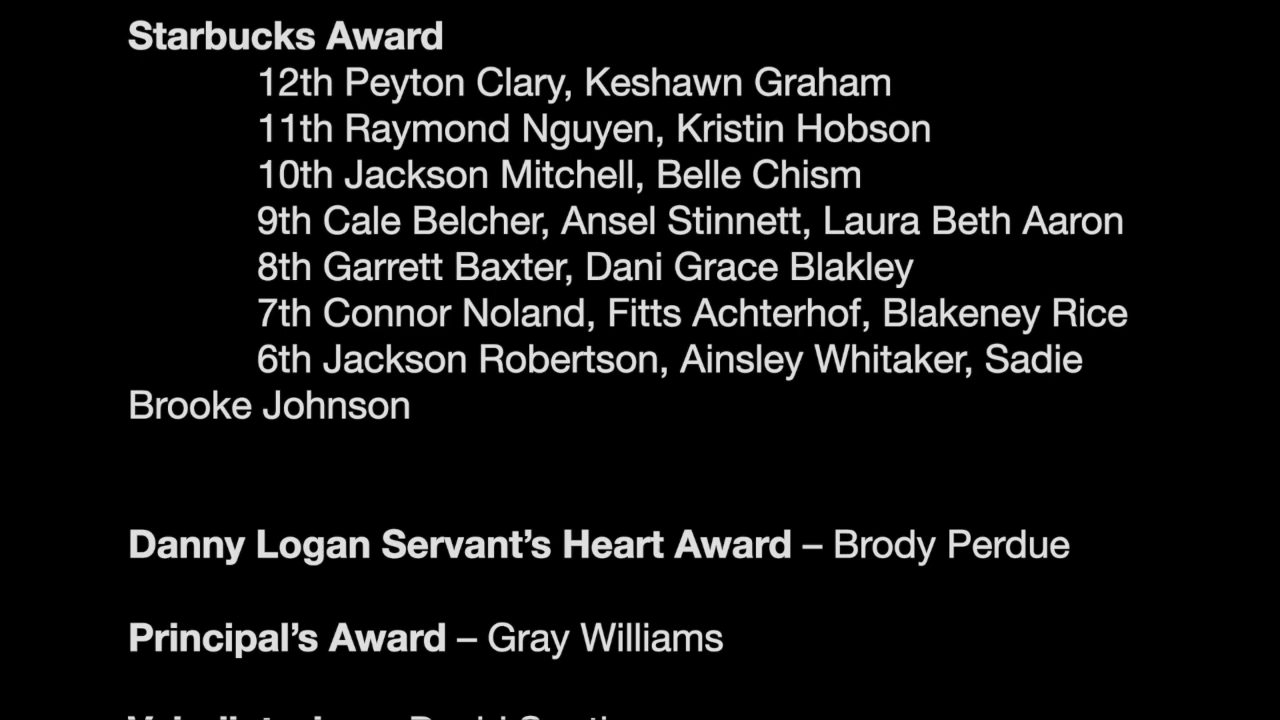 Starbucks Award
12th Peyton Clary, Keshawn Graham
11th Raymond Nguyen, Kristin Hobson
10th Jackson Mitchell, Belle Chism
9th Cale Belcher, Ansel Stinnett, Laura Beth Aaron
8th Garrett Baxter, Dani Grace Blakley
7th Connor Noland, Fitts Achterhof, Blakeney Rice
6th Jackson Robertson, Ainsley Whitaker, Sadie
Brooke Johnson
Danny Logan Servant’s Heart Award – Brody Perdue
Principal’s Award – Gray Williams